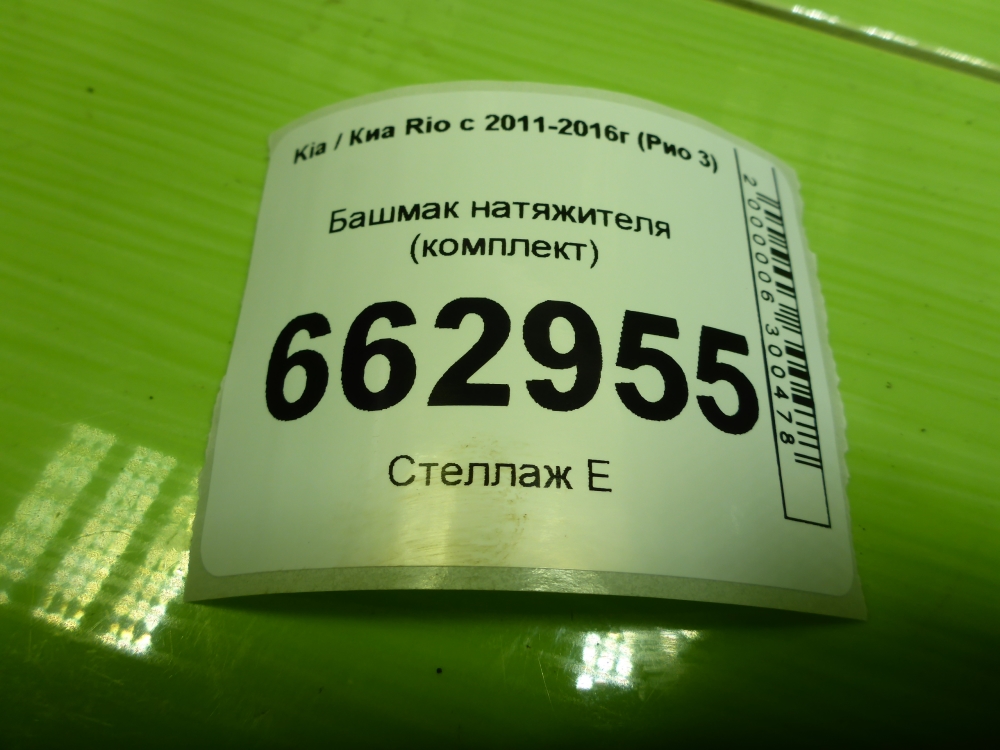 Kia / Киа Rio с 2011-2016г (Рио 3)
Башмак натяжителя
(комплект)
662955
Стеллаж Е
2000006300478